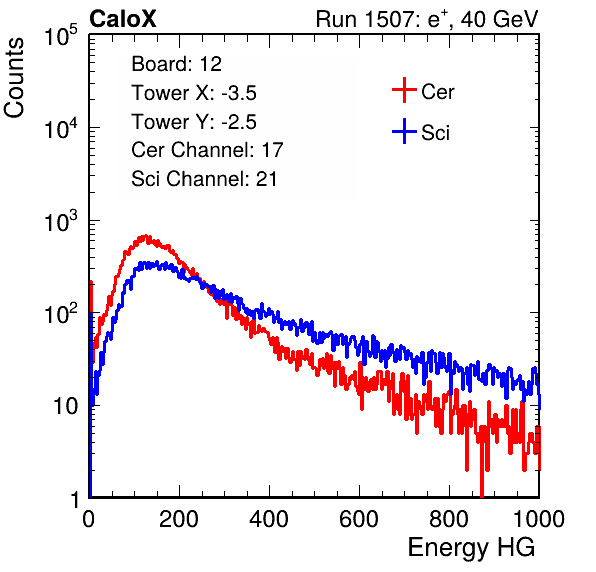 CaloX Run 1507: e⁺, 40 GeV
Board: 12
Tower X: -3.5
Tower Y: -2.5
Cer Channel: 17
Sci Channel: 21
Cer
Sci
Counts
10⁵
10⁴
10³
10²
10
1
0 200 400 600 800 1000
Energy HG